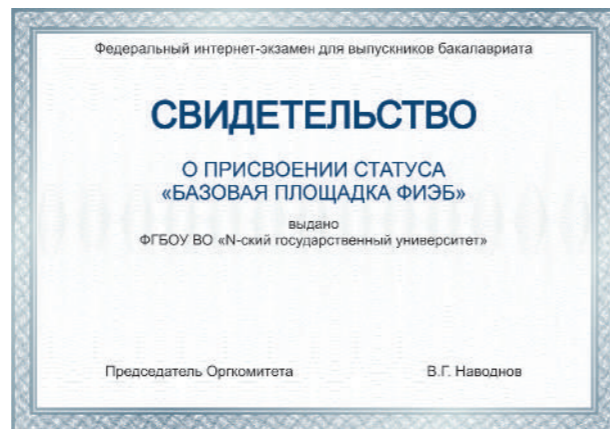 Федеральный интернет-экзамен для выпускников бакалавриата
СВИДЕТЕЛЬСТВО
О ПРИСВОЕНИИ СТАТУСА
«БАЗОВАЯ ПЛОЩАДКА ФИЭБ»
выдано
ФГБОУ ВО «N-ский государственный университет»
Председатель Оргкомитета В.Г. Наводнов